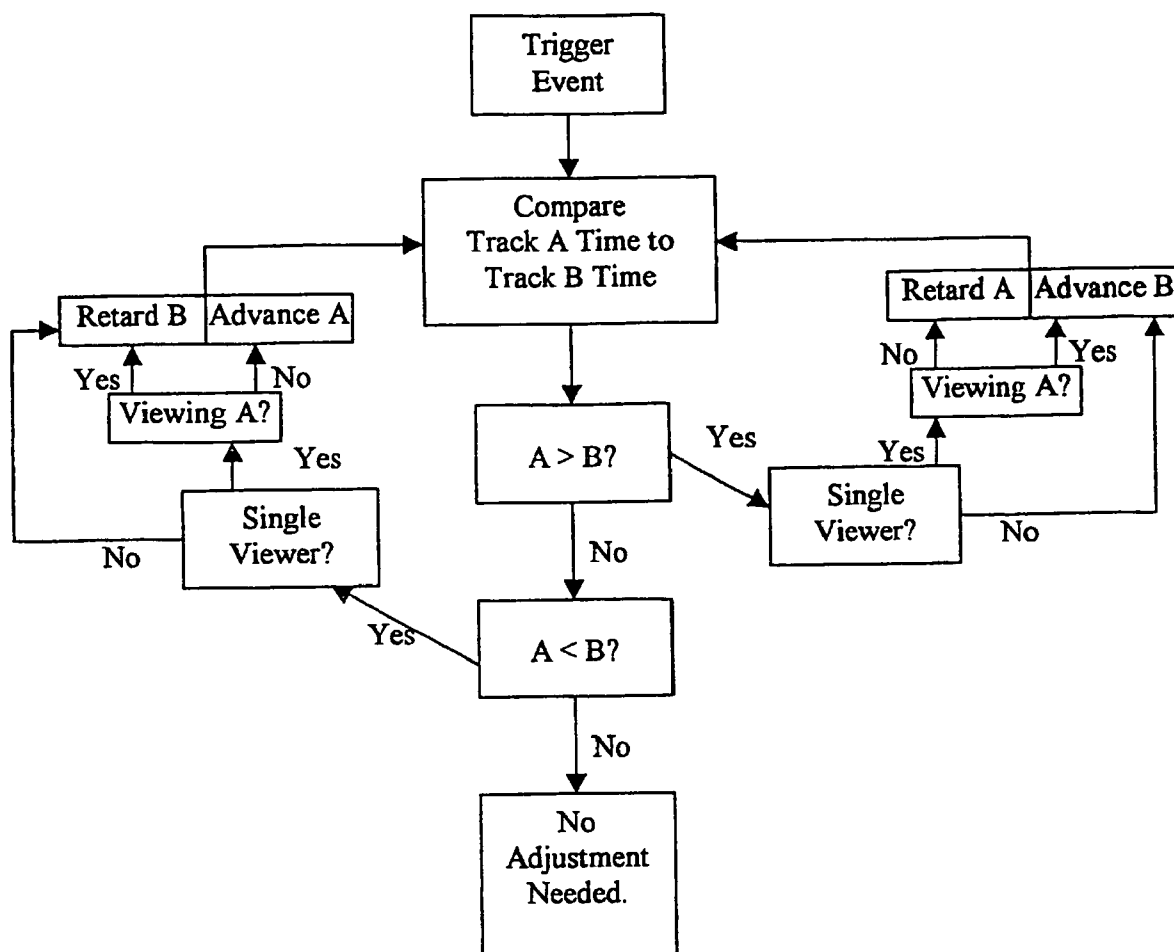 Trigger
Event
Compare
Track A Time to
Track B Time
Retard B
Advance A
Retard A
Advance B
Yes
No
No
Yes
Viewing A?
Viewing A?
Yes
Yes
A > B?
Yes
Single
Viewer?
Single
Viewer?
No
No
No
Yes
A < B?
No
No
Adjustment
Needed.